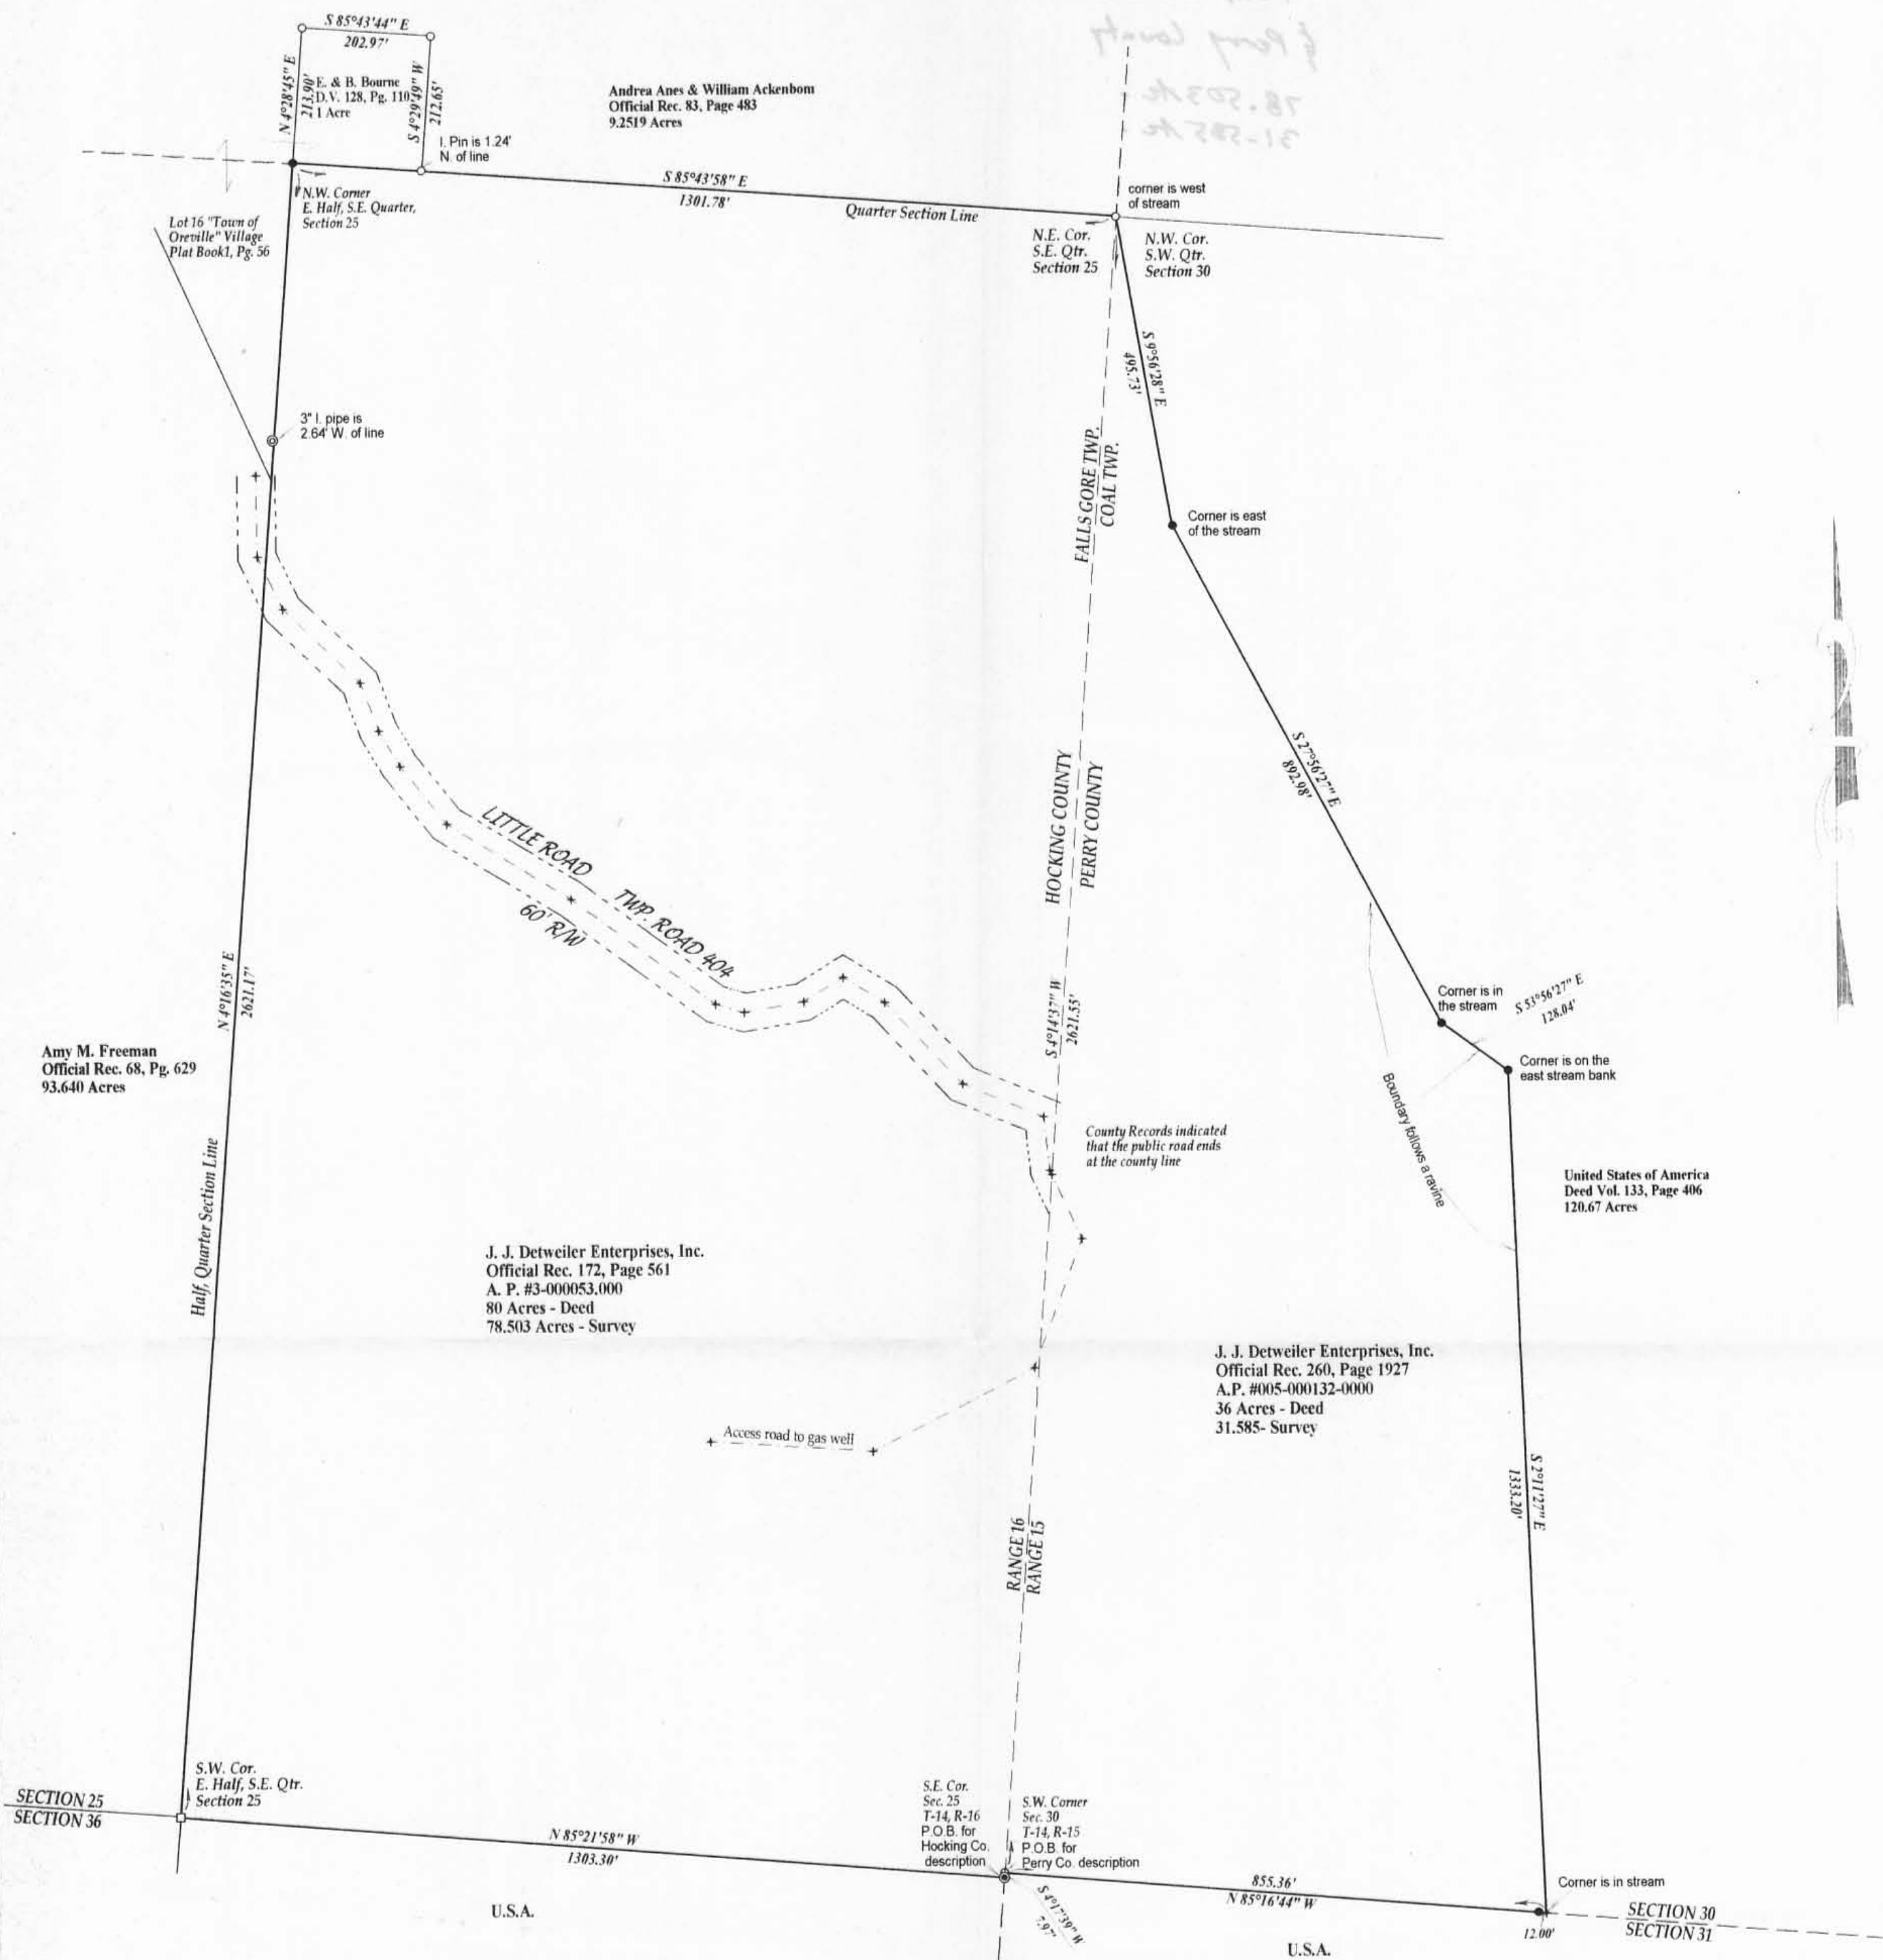 S 85°43'44" E
202.97'
N 4°28'45" E
213.90'
E. & B. Bourne
D.V. 128, Pg. 110
1 Acre
S 4°29'49" W
212.65'
Andrea Anes & William Ackenbom
Official Rec. 83, Page 483
9.2519 Acres
& Perry County
78.503 Ac
31.585 Ac
I. Pin is 1.24'
N. of line
S 85°43'58" E
1301.78'
Quarter Section Line
corner is west
of stream
N.W. Corner
E. Half, S.E. Quarter,
Section 25
Lot 16 "Town of
Oreville" Village
Plat Book1, Pg. 56
N.E. Cor.
S.E. Qtr.
Section 25
N.W. Cor.
S.W. Qtr.
Section 30
S 9°56'28" E
495.73'
3" I. pipe is
2.64' W. of line
FALLS GORE TWP.
COAL TWP.
Corner is east
of the stream
S 27°56'27" E
892.98'
HOCKING COUNTY
PERRY COUNTY
LITTLE ROAD
TWP. ROAD 404
60' R/W
N 4°16'35" E
2621.17'
S 4°14'37" W
2621.55'
Corner is in
the stream
S 53°56'27" E
128.04'
Corner is on the
east stream bank
Amy M. Freeman
Official Rec. 68, Pg. 629
93.640 Acres
Boundary follows a ravine
County Records indicated
that the public road ends
at the county line
United States of America
Deed Vol. 133, Page 406
120.67 Acres
Half, Quarter Section Line
J. J. Detweiler Enterprises, Inc.
Official Rec. 172, Page 561
A. P. #3-000053.000
80 Acres - Deed
78.503 Acres - Survey
J. J. Detweiler Enterprises, Inc.
Official Rec. 260, Page 1927
A.P. #005-000132-0000
36 Acres - Deed
31.585- Survey
Access road to gas well
S 2°11'27" E
1333.20'
RANGE 16
RANGE 15
S.W. Cor.
E. Half, S.E. Qtr.
Section 25
SECTION 25
SECTION 36
S.E. Cor.
Sec. 25
T-14, R-16
P.O.B. for
Hocking Co.
description
S.W. Corner
Sec. 30
T-14, R-15
P.O.B. for
Perry Co. description
N 85°21'58" W
1303.30'
855.36'
N 85°16'44" W
Corner is in stream
S 4°17'39" W
7.97'
12.00'
SECTION 30
SECTION 31
U.S.A.
U.S.A.